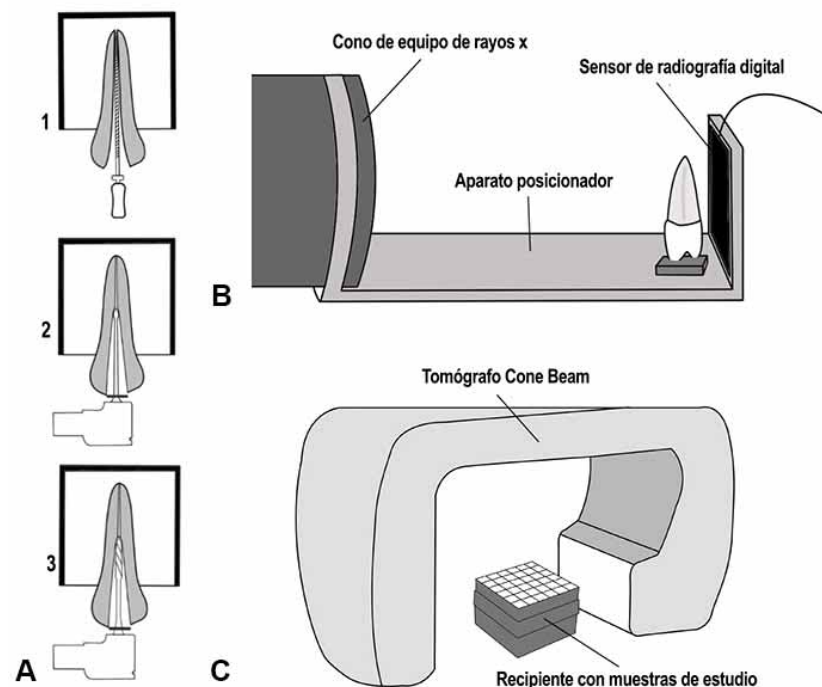 1
2
3
A
Cono de equipo de rayos x
Sensor de radiografía digital
Aparato posicionador
B
Tomógrafo Cone Beam
Recipiente con muestras de estudio
C